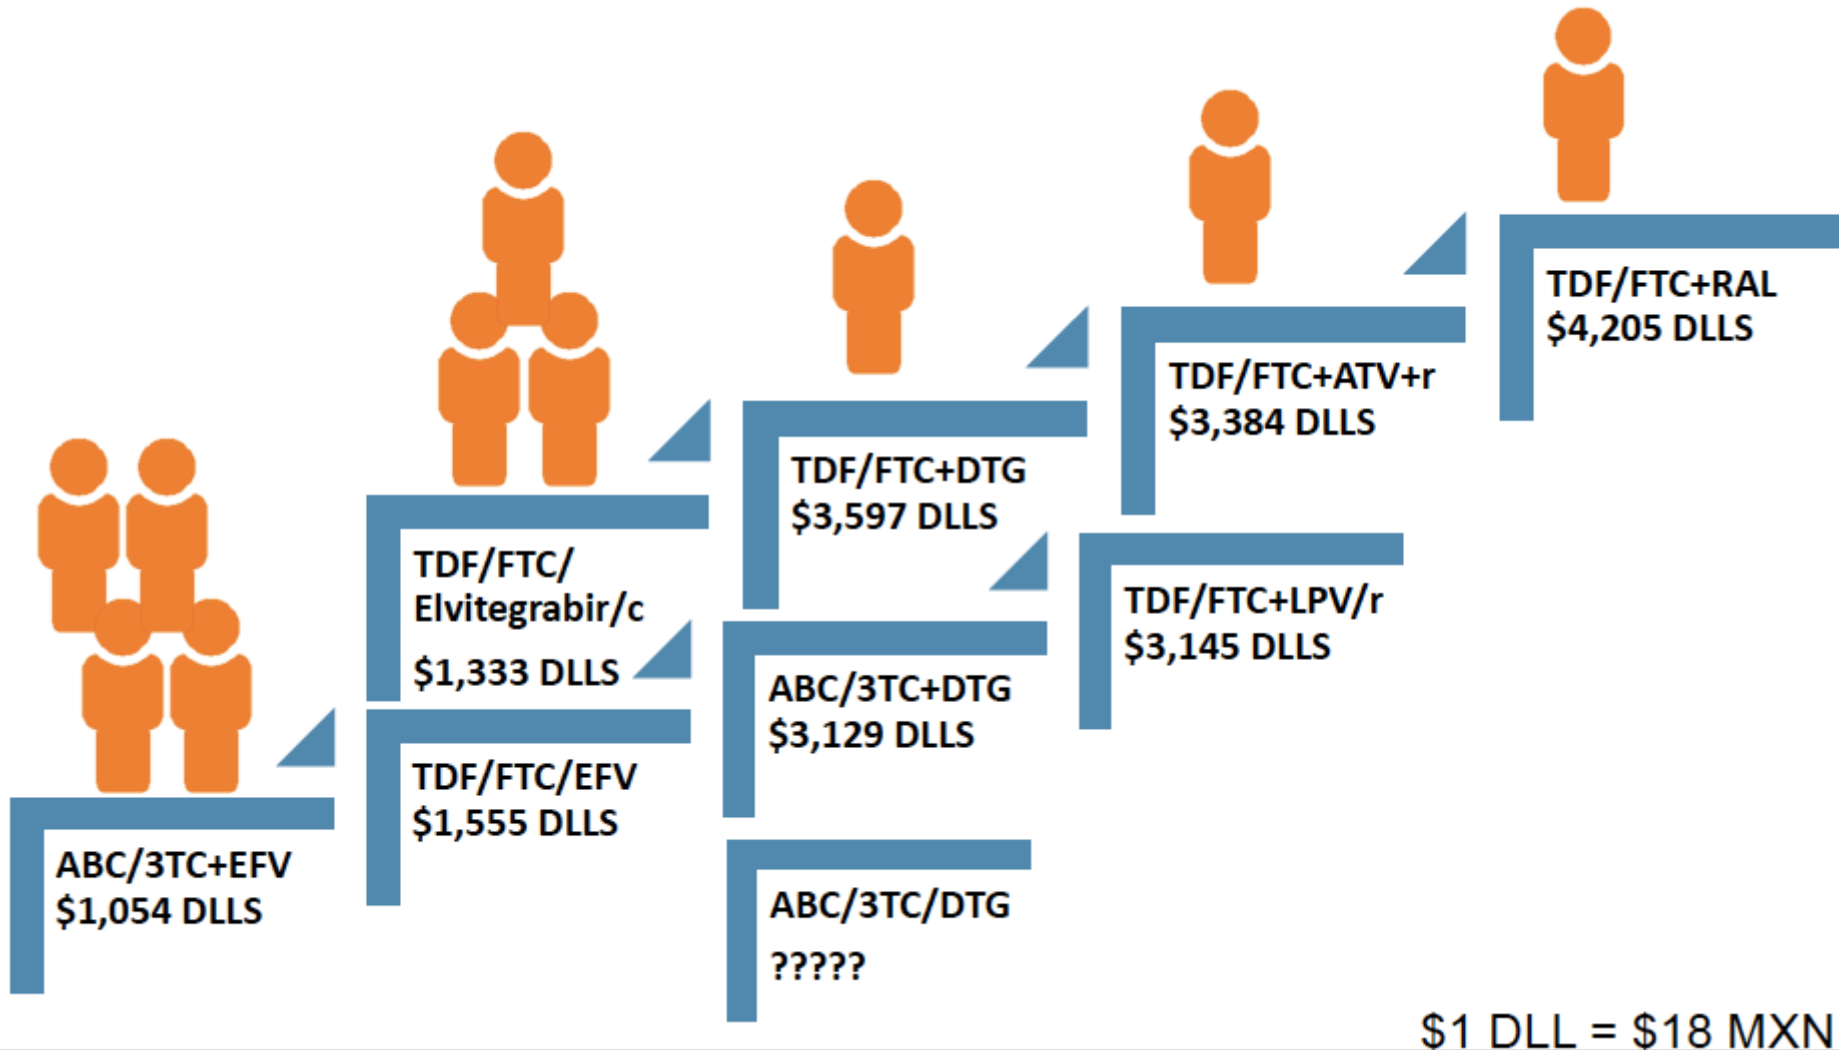 TDF/FTC+RAL
$4,205 DLLS
TDF/FTC+ATV+r
$3,384 DLLS
TDF/FTC+DTG
$3,597 DLLS
TDF/FTC/
Elvitegrabir/c
$1,333 DLLS
TDF/FTC+LPV/r
$3,145 DLLS
ABC/3TC+DTG
$3,129 DLLS
TDF/FTC/EFV
$1,555 DLLS
ABC/3TC+EFV
$1,054 DLLS
ABC/3TC/DTG
?????
$1 DLL = $18 MXN